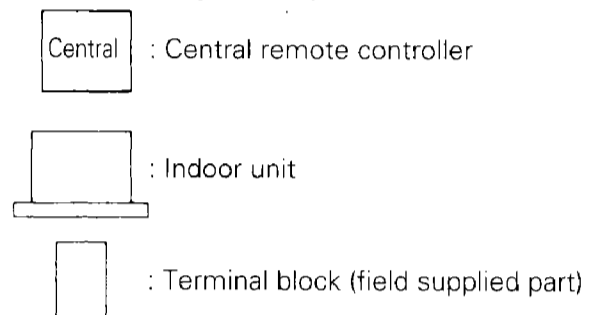 Central : Central remote controller
: Indoor unit
: Terminal block (field supplied part)